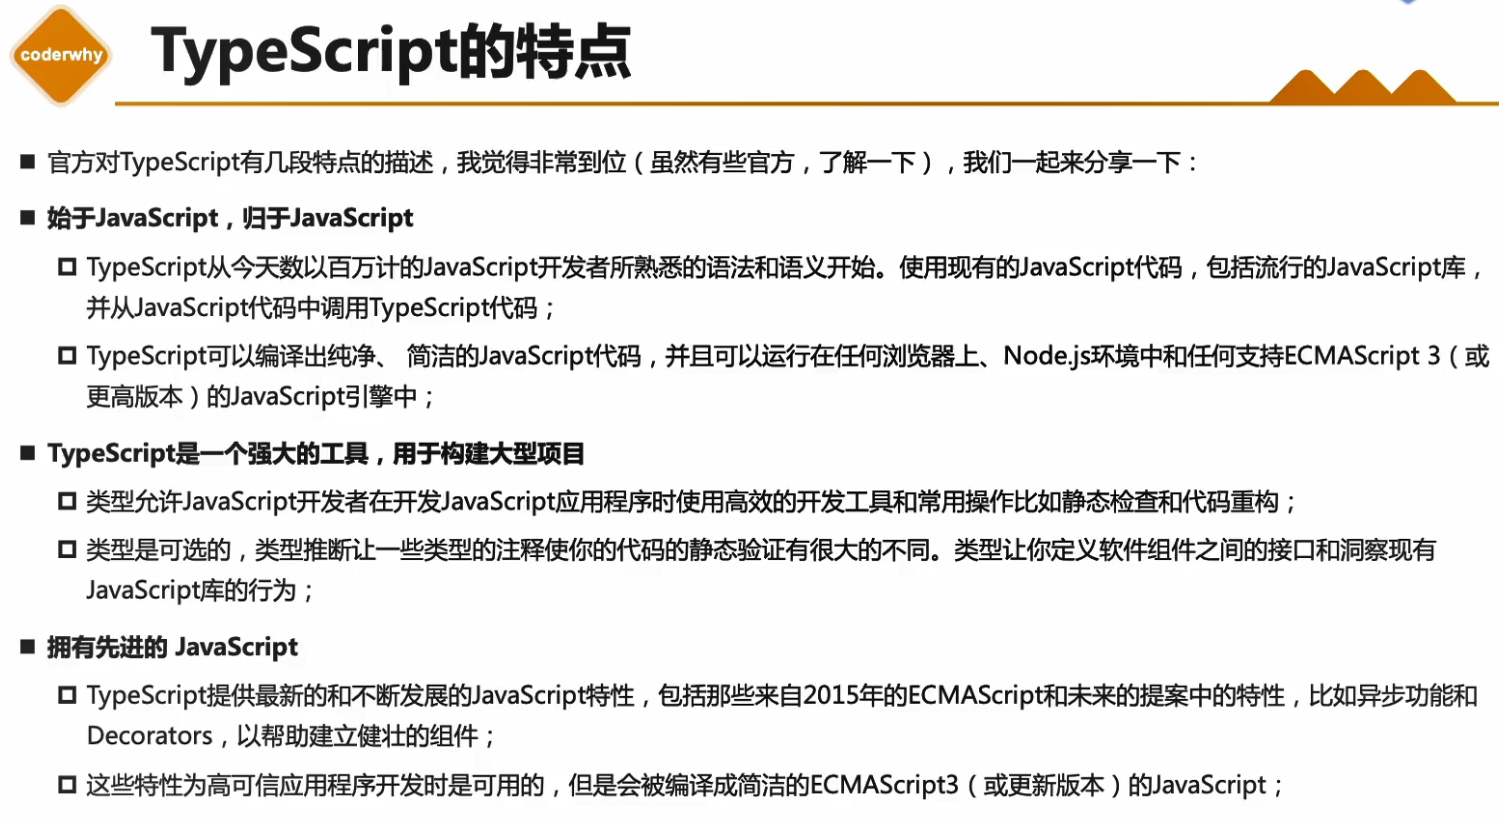 coderwhy
TypeScript的特点
官方对TypeScript有几段特点的描述，我觉得非常到位（虽然有些官方，了解一下），我们一起来分享一下：
始于JavaScript，归于JavaScript
TypeScript从今天数以百万计的JavaScript开发者所熟悉的语法和语义开始。使用现有的JavaScript代码，包括流行的JavaScript库，
并从JavaScript代码中调用TypeScript代码；
TypeScript可以编译出纯净、 简洁的JavaScript代码，并且可以运行在任何浏览器上、Node.js环境中和任何支持ECMAScript 3（或
更高版本）的JavaScript引擎中；
TypeScript是一个强大的工具，用于构建大型项目
类型允许JavaScript开发者在开发JavaScript应用程序时使用高效的开发工具和常用操作比如静态检查和代码重构；
类型是可选的，类型推断让一些类型的注释使你的代码的静态验证有很大的不同。类型让你定义软件组件之间的接口和洞察现有
JavaScript库的行为；
拥有先进的 JavaScript
TypeScript提供最新的和不断发展的JavaScript特性，包括那些来自2015年的ECMAScript和未来的提案中的特性，比如异步功能和
Decorators，以帮助建立健壮的组件；
这些特性为高可信应用程序开发时是可用的，但是会被编译成简洁的ECMAScript3（或更新版本）的JavaScript；